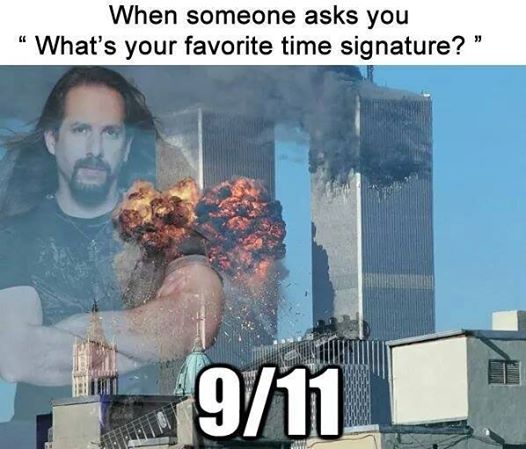 When someone asks you
“ What’s your favorite time signature? ”
9/11